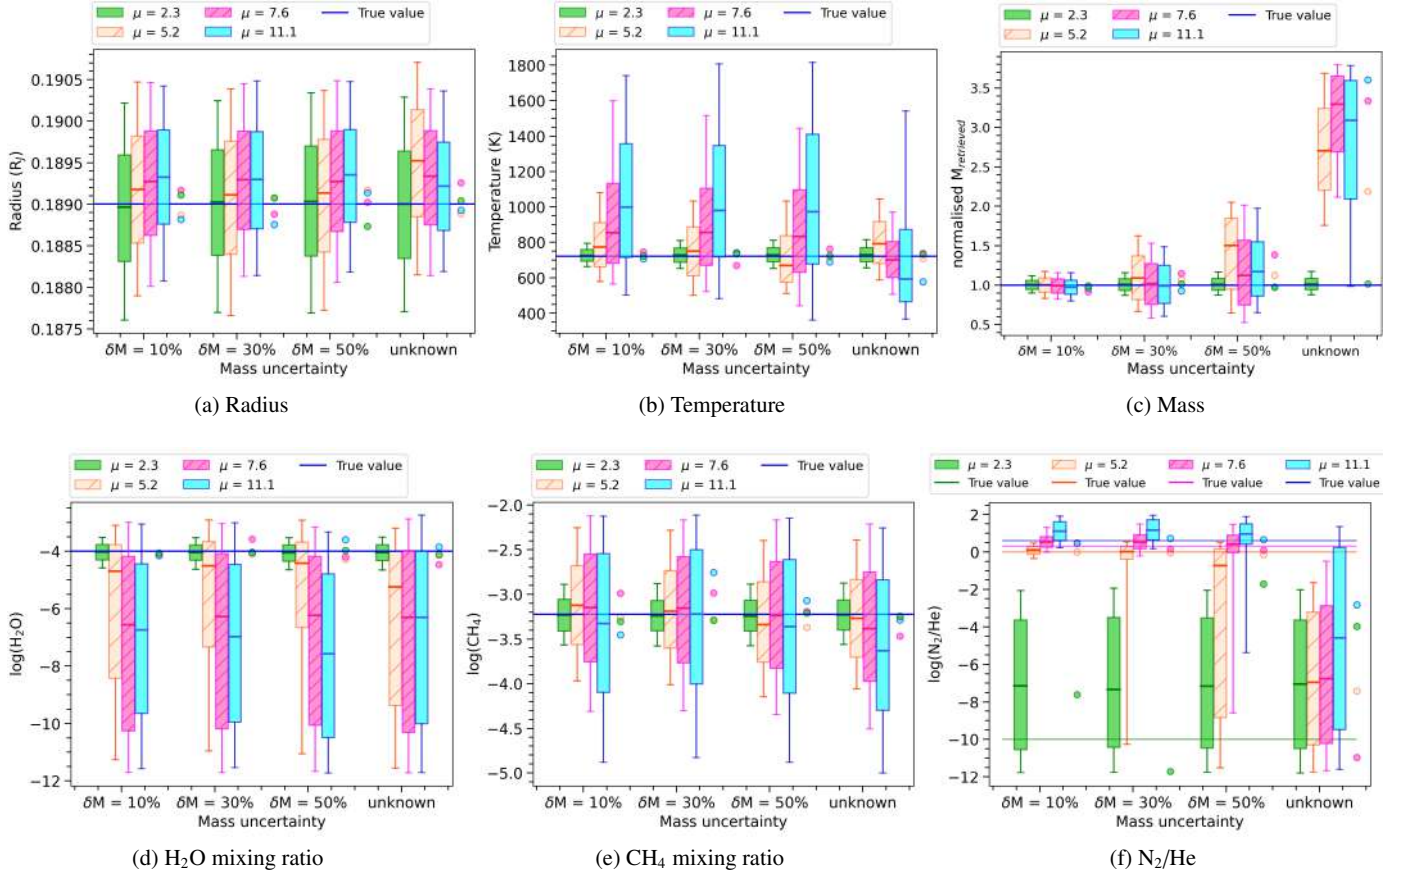 μ = 2.3 μ = 7.6 True value
μ = 5.2 μ = 11.1
0.1905
0.1900
0.1895
0.1890
0.1885
0.1880
0.1875
Radius (RJ)
δM = 10% δM = 30% δM = 50% unknown
Mass uncertainty
(a) Radius
μ = 2.3 μ = 7.6 True value
μ = 5.2 μ = 11.1
1800
1600
1400
1200
1000
800
600
400
Temperature (K)
δM = 10% δM = 30% δM = 50% unknown
Mass uncertainty
(b) Temperature
μ = 2.3 μ = 7.6 True value
μ = 5.2 μ = 11.1
3.5
3.0
2.5
2.0
1.5
1.0
0.5
normalised Mretrieved
δM = 10% δM = 30% δM = 50% unknown
Mass uncertainty
(c) Mass
μ = 2.3 μ = 7.6 True value
μ = 5.2 μ = 11.1
−4
−6
−8
−10
−12
log(H2O)
δM = 10% δM = 30% δM = 50% unknown
Mass uncertainty
(d) H2O mixing ratio
μ = 2.3 μ = 7.6 True value
μ = 5.2 μ = 11.1
−2.0
−2.5
−3.0
−3.5
−4.0
−4.5
−5.0
log(CH4)
δM = 10% δM = 30% δM = 50% unknown
Mass uncertainty
(e) CH4 mixing ratio
μ = 2.3 μ = 5.2 μ = 7.6 μ = 11.1
True value True value True value True value
2
0
−2
−4
−6
−8
−10
−12
log(N2/He)
δM = 10% δM = 30% δM = 50% unknown
Mass uncertainty
(f) N2/He